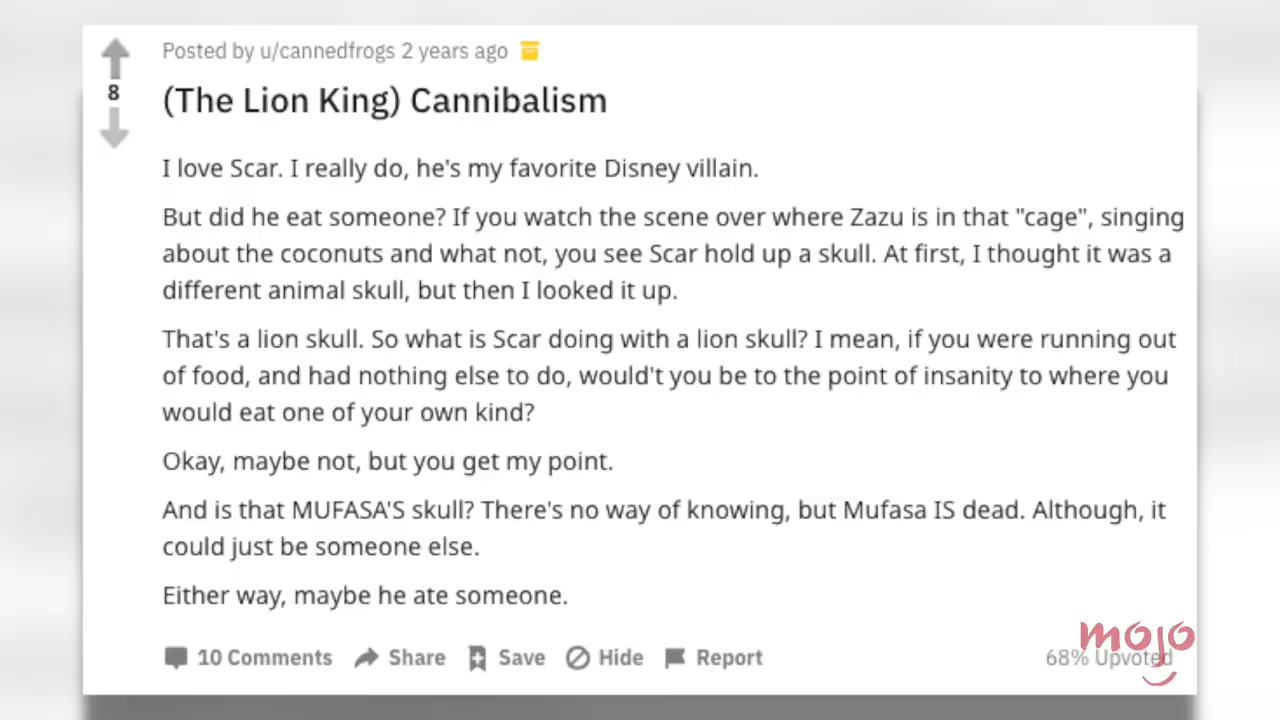 Posted by u/cannedfrogs 2 years ago
8
(The Lion King) Cannibalism
I love Scar. I really do, he's my favorite Disney villain.
But did he eat someone? If you watch the scene over where Zazu is in that "cage", singing
about the coconuts and what not, you see Scar hold up a skull. At first, I thought it was a
different animal skull, but then I looked it up.
That's a lion skull. So what is Scar doing with a lion skull? I mean, if you were running out
of food, and had nothing else to do, would't you be to the point of insanity to where you
would eat one of your own kind?
Okay, maybe not, but you get my point.
And is that MUFASA'S skull? There's no way of knowing, but Mufasa IS dead. Although, it
could just be someone else.
Either way, maybe he ate someone.
10 Comments Share Save Hide Report
68% Upvoted
mojo